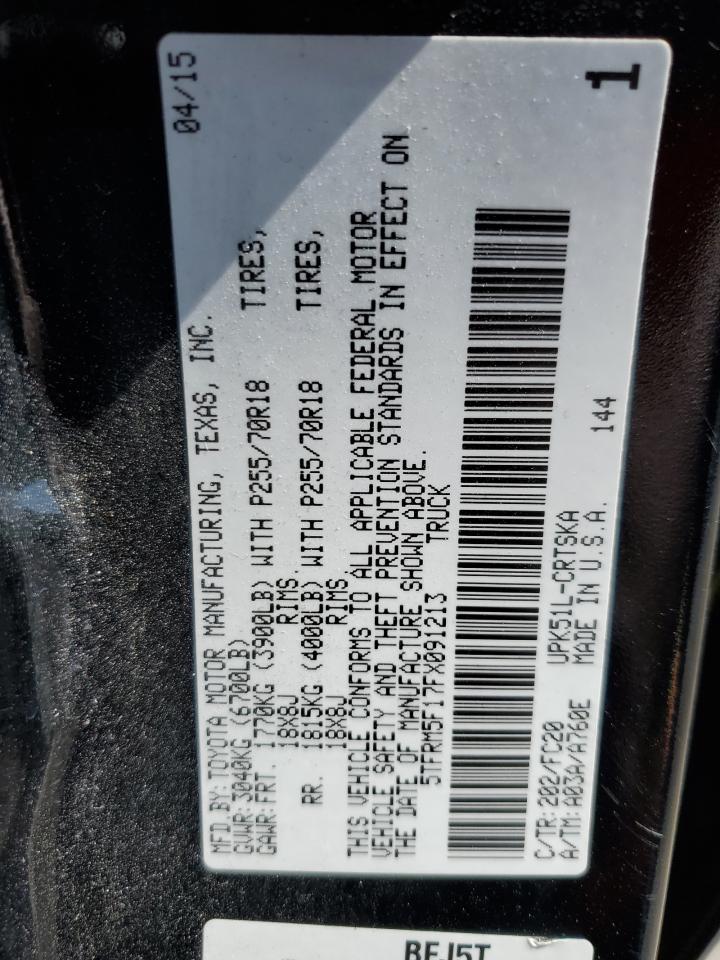 04/15 1
MFD.BY:TOYOTA MOTOR MANUFACTURING, TEXAS, INC.
GVWR:3040KG (6700LB)
GAWR:FRT. 1770KG (3900LB) WITH P255/70R18 TIRES,
18X8J RIMS.
RR. 1815KG (4000LB) WITH P255/70R18 TIRES,
18X8J RIMS.
THIS VEHICLE CONFORMS TO ALL APPLICABLE FEDERAL MOTOR
VEHICLE SAFETY AND THEFT PREVENTION STANDARDS IN EFFECT ON
THE DATE OF MANUFACTURE SHOWN ABOVE.
5TFRM5F17FX091213 TRUCK
C/TR:202/FC20 UPK51L-CRTSKA 144
A/TM:A03A/A760E MADE IN U.S.A.